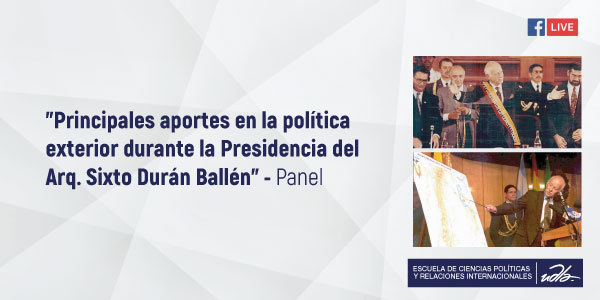 LIVE
"Principales aportes en la política
exterior durante la Presidencia del
Arq. Sixto Durán Ballén" - Panel
ESCUELA DE CIENCIAS POLÍTICAS
Y RELACIONES INTERNACIONALES
udla-